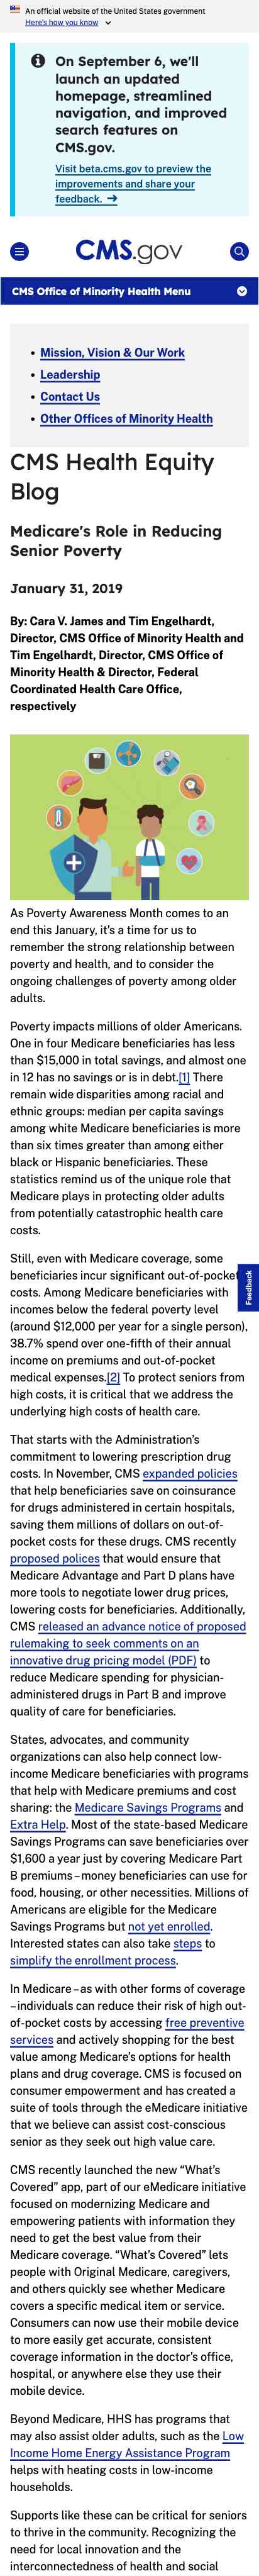 An official website of the United States government
Here's how you know
On September 6, we'll
launch an updated
homepage, streamlined
navigation, and improved
search features on
CMS.gov.
Visit beta.cms.gov to preview the
improvements and share your
feedback. →
CMS.gov
CMS Office of Minority Health Menu
• Mission, Vision & Our Work
• Leadership
• Contact Us
• Other Offices of Minority Health
CMS Health Equity
Blog
Medicare's Role in Reducing
Senior Poverty
January 31, 2019
By: Cara V. James and Tim Engelhardt,
Director, CMS Office of Minority Health and
Tim Engelhardt, Director, CMS Office of
Minority Health & Director, Federal
Coordinated Health Care Office,
respectively
As Poverty Awareness Month comes to an
end this January, it's a time for us to
remember the strong relationship between
poverty and health, and to consider the
ongoing challenges of poverty among older
adults.
Poverty impacts millions of older Americans.
One in four Medicare beneficiaries has less
than $15,000 in total savings, and almost one
in 12 has no savings or is in debt.[1] There
remain wide disparities among racial and
ethnic groups: median per capita savings
among white Medicare beneficiaries is more
than six times greater than among either
black or Hispanic beneficiaries. These
statistics remind us of the unique role that
Medicare plays in protecting older adults
from potentially catastrophic health care
costs.
Feedback
Still, even with Medicare coverage, some
beneficiaries incur significant out-of-pocket
costs. Among Medicare beneficiaries with
incomes below the federal poverty level
(around $12,000 per year for a single person),
38.7% spend over one-fifth of their annual
income on premiums and out-of-pocket
medical expenses.[2] To protect seniors from
high costs, it is critical that we address the
underlying high costs of health care.
That starts with the Administration's
commitment to lowering prescription drug
costs. In November, CMS expanded policies
that help beneficiaries save on coinsurance
for drugs administered in certain hospitals,
saving them millions of dollars on out-of-
pocket costs for these drugs. CMS recently
proposed polices that would ensure that
Medicare Advantage and Part D plans have
more tools to negotiate lower drug prices,
lowering costs for beneficiaries. Additionally,
CMS released an advance notice of proposed
rulemaking to seek comments on an
innovative drug pricing model (PDF) to
reduce Medicare spending for physician-
administered drugs in Part B and improve
quality of care for beneficiaries.
States, advocates, and community
organizations can also help connect low-
income Medicare beneficiaries with programs
that help with Medicare premiums and cost
sharing: the Medicare Savings Programs and
Extra Help. Most of the state-based Medicare
Savings Programs can save beneficiaries over
$1,600 a year just by covering Medicare Part
B premiums – money beneficiaries can use for
food, housing, or other necessities. Millions of
Americans are eligible for the Medicare
Savings Programs but not yet enrolled.
Interested states can also take steps to
simplify the enrollment process.
In Medicare – as with other forms of coverage
– individuals can reduce their risk of high out-
of-pocket costs by accessing free preventive
services and actively shopping for the best
value among Medicare's options for health
plans and drug coverage. CMS is focused on
consumer empowerment and has created a
suite of tools through the eMedicare initiative
that we believe can assist cost-conscious
senior as they seek out high value care.
CMS recently launched the new "What's
Covered" app, part of our eMedicare initiative
focused on modernizing Medicare and
empowering patients with information they
need to get the best value from their
Medicare coverage. "What's Covered" lets
people with Original Medicare, caregivers,
and others quickly see whether Medicare
covers a specific medical item or service.
Consumers can now use their mobile device
to more easily get accurate, consistent
coverage information in the doctor's office,
hospital, or anywhere else they use their
mobile device.
Beyond Medicare, HHS has programs that
may also assist older adults, such as the Low
Income Home Energy Assistance Program
helps with heating costs in low-income
households.
Supports like these can be critical for seniors
to thrive in the community. Recognizing the
need for local innovation and the
interconnectedness of health and social